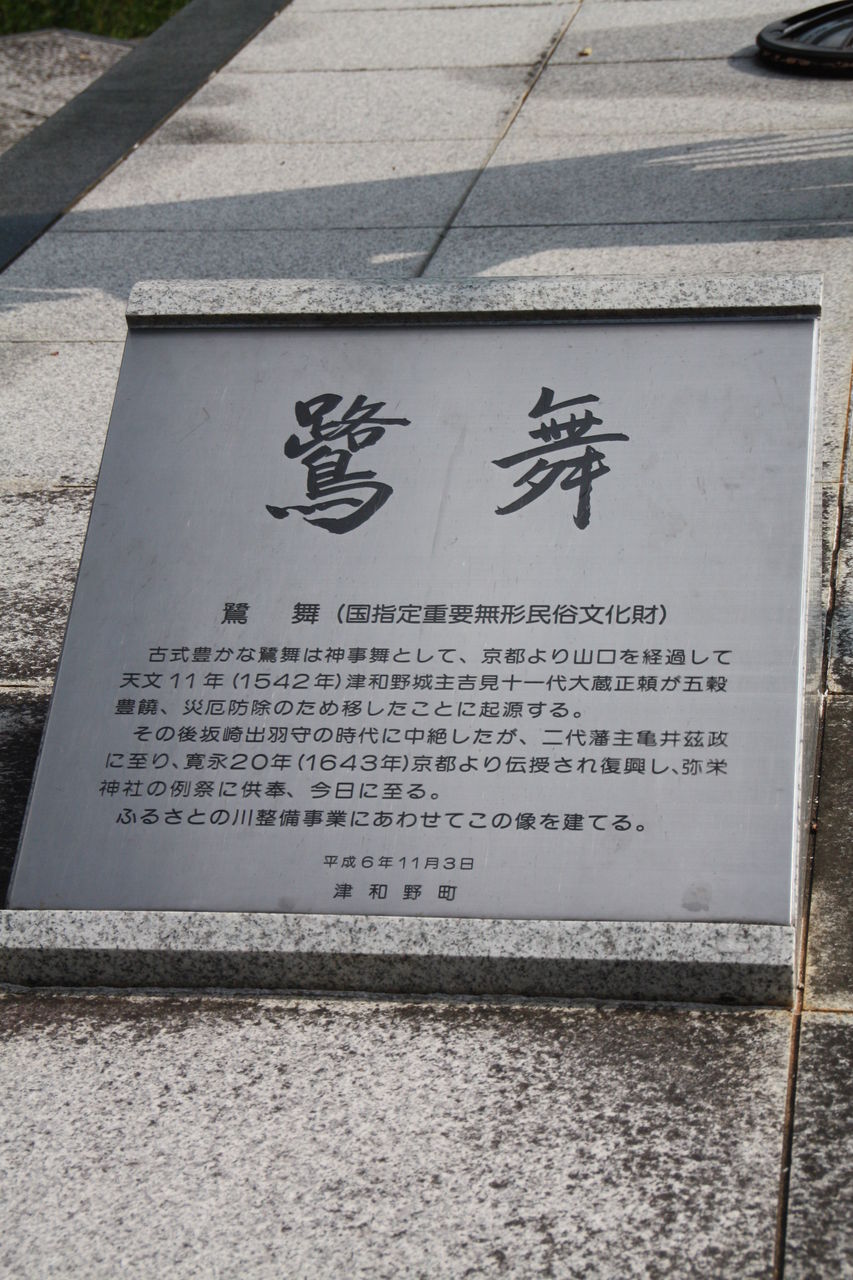 鷺舞
鷺　舞（国指定重要無形民俗文化財）
古式豊かな鷺舞は神事舞として、京都より山口を経過して
天文11年(1542年)津和野城主吉見十一代大蔵正頼が五穀
豊饒、災厄防除のため移したことに起源する。
その後坂崎出羽守の時代に中絶したが、二代藩主亀井茲政
に至り、寛永20年(1643年)京都より伝授され復興し、弥栄
神社の例祭に供奉、今日に至る。
ふるさとの川整備事業にあわせてこの像を建てる。
平成6年11月3日
津和野町